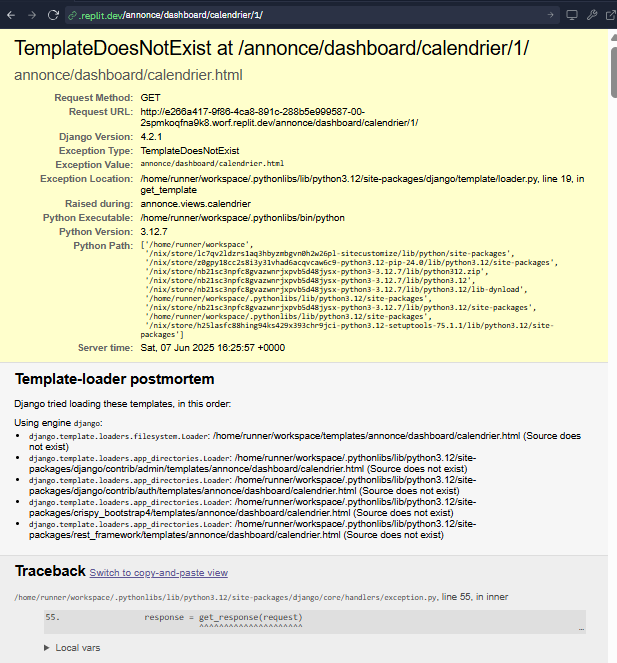 .replit.dev/annonce/dashboard/calendrier/1/
TemplateDoesNotExist at /annonce/dashboard/calendrier/1/
annonce/dashboard/calendrier.html
Request Method: GET
Request URL: http://e266a417-9f86-4ca8-891c-288b5e999587-00-
2spmkoqfna9k8.worf.replit.dev/annonce/dashboard/calendrier/1/
Django Version: 4.2.1
Exception Type: TemplateDoesNotExist
Exception Value: annonce/dashboard/calendrier.html
Exception Location: /home/runner/workspace/.pythonlibs/lib/python3.12/site-packages/django/template/loader.py, line 19, in
get_template
Raised during: annonce.views.calendrier
Python Executable: /home/runner/workspace/.pythonlibs/bin/python
Python Version: 3.12.7
Python Path: ['/home/runner/workspace',
'/nix/store/lc7qv2ldzrs1aq3hbyzmbgvn0h2w26pl-sitecustomize/lib/python/site-packages',
'/nix/store/z0gpy18cc2s8i3y31vhad6acqvcaw6c9-python3.12-pip-24.0/lib/python3.12/site-packages',
'/nix/store/nb21sc3npfc8gvazwnrjxpvb5d48jysx-python3-3.12.7/lib/python312.zip',
'/nix/store/nb21sc3npfc8gvazwnrjxpvb5d48jysx-python3-3.12.7/lib/python3.12',
'/nix/store/nb21sc3npfc8gvazwnrjxpvb5d48jysx-python3-3.12.7/lib/python3.12/lib-dynload',
'/home/runner/workspace/.pythonlibs/lib/python3.12/site-packages',
'/nix/store/nb21sc3npfc8gvazwnrjxpvb5d48jysx-python3-3.12.7/lib/python3.12/site-packages',
'/home/runner/workspace/.pythonlibs/lib/python3.12/site-packages',
'/nix/store/h25lasfc88hing94ks429x393chr9jci-python3.12-setuptools-75.1.1/lib/python3.12/site-
packages']
Server time: Sat, 07 Jun 2025 16:25:57 +0000
Template-loader postmortem
Django tried loading these templates, in this order:
Using engine django:
• django.template.loaders.filesystem.Loader: /home/runner/workspace/templates/annonce/dashboard/calendrier.html (Source does
not exist)
• django.template.loaders.app_directories.Loader: /home/runner/workspace/.pythonlibs/lib/python3.12/site-
packages/django/contrib/admin/templates/annonce/dashboard/calendrier.html (Source does not exist)
• django.template.loaders.app_directories.Loader: /home/runner/workspace/.pythonlibs/lib/python3.12/site-
packages/django/contrib/auth/templates/annonce/dashboard/calendrier.html (Source does not exist)
• django.template.loaders.app_directories.Loader: /home/runner/workspace/.pythonlibs/lib/python3.12/site-
packages/crispy_bootstrap4/templates/annonce/dashboard/calendrier.html (Source does not exist)
• django.template.loaders.app_directories.Loader: /home/runner/workspace/.pythonlibs/lib/python3.12/site-
packages/rest_framework/templates/annonce/dashboard/calendrier.html (Source does not exist)
Traceback Switch to copy-and-paste view
/home/runner/workspace/.pythonlibs/lib/python3.12/site-packages/django/core/handlers/exception.py, line 55, in inner
55. response = get_response(request)
^^^^^^^^^^^^^^^^^^^^^
…
▶ Local vars